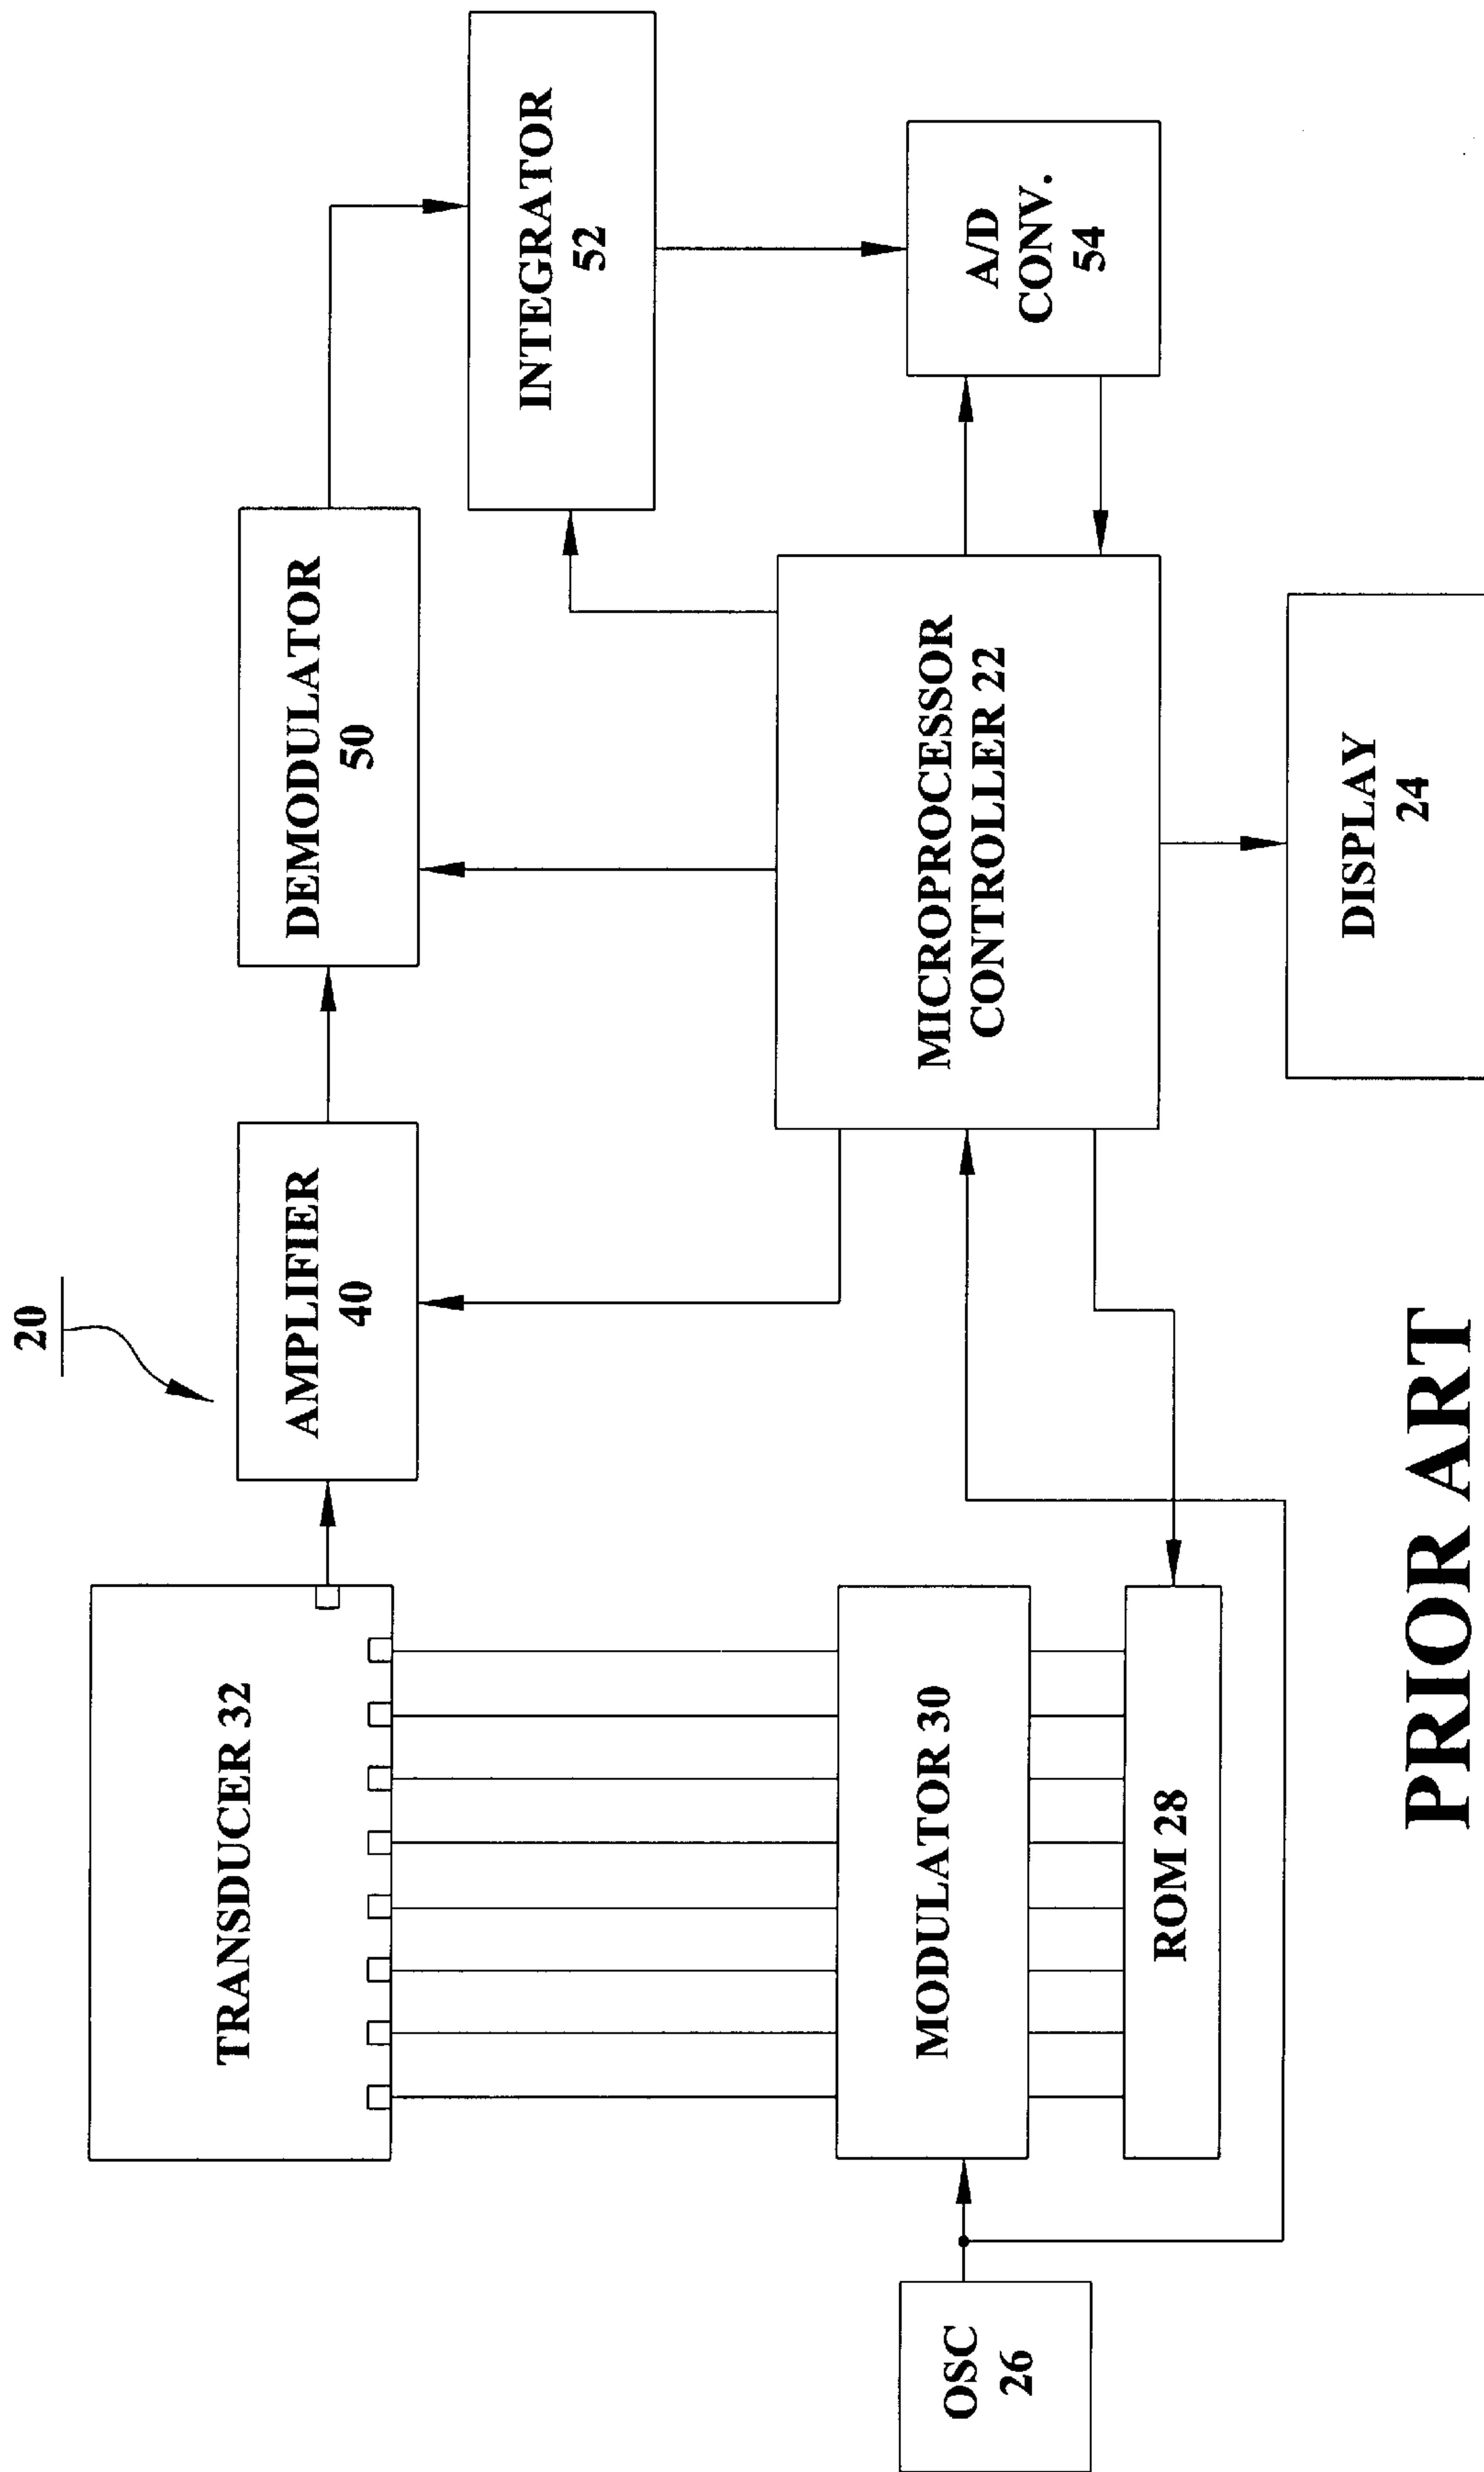 20
TRANSDUCER 32
AMPLIFIER
40
DEMODULATOR
50
INTEGRATOR
52
OSC
26
MODULATOR 30
ROM 28
MICROPROCESSOR
CONTROLLER 22
A/D
CONV.
54
DISPLAY
24
PRIOR ART